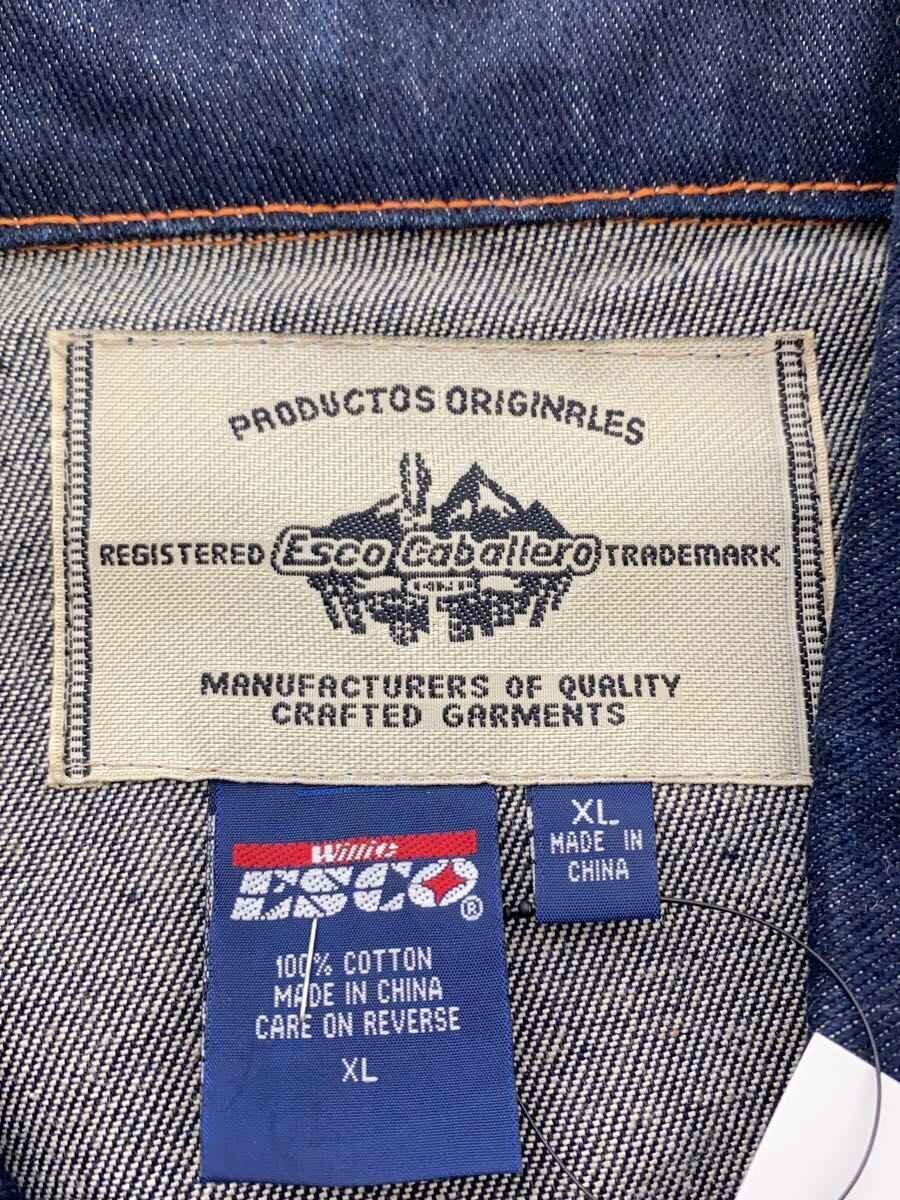 PRODUCTOS ORIGINALES
REGISTERED Esco Caballero TRADEMARK
MANUFACTURERS OF QUALITY
CRAFTED GARMENTS
Willie
ESCO®
100% COTTON
MADE IN CHINA
CARE ON REVERSE
XL
XL
MADE IN
CHINA